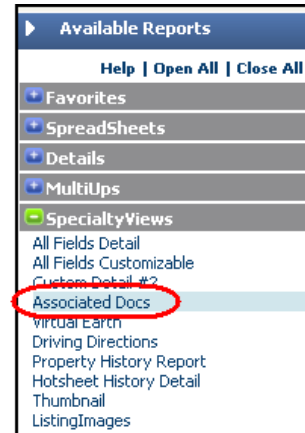 Available Reports
Help | Open All | Close All
Favorites
SpreadSheets
Details
MultiUps
SpecialtyViews
All Fields Detail
All Fields Customizable
Custom Detail #2
Associated Docs
Virtual Earth
Driving Directions
Property History Report
Hotsheet History Detail
Thumbnail
ListingImages